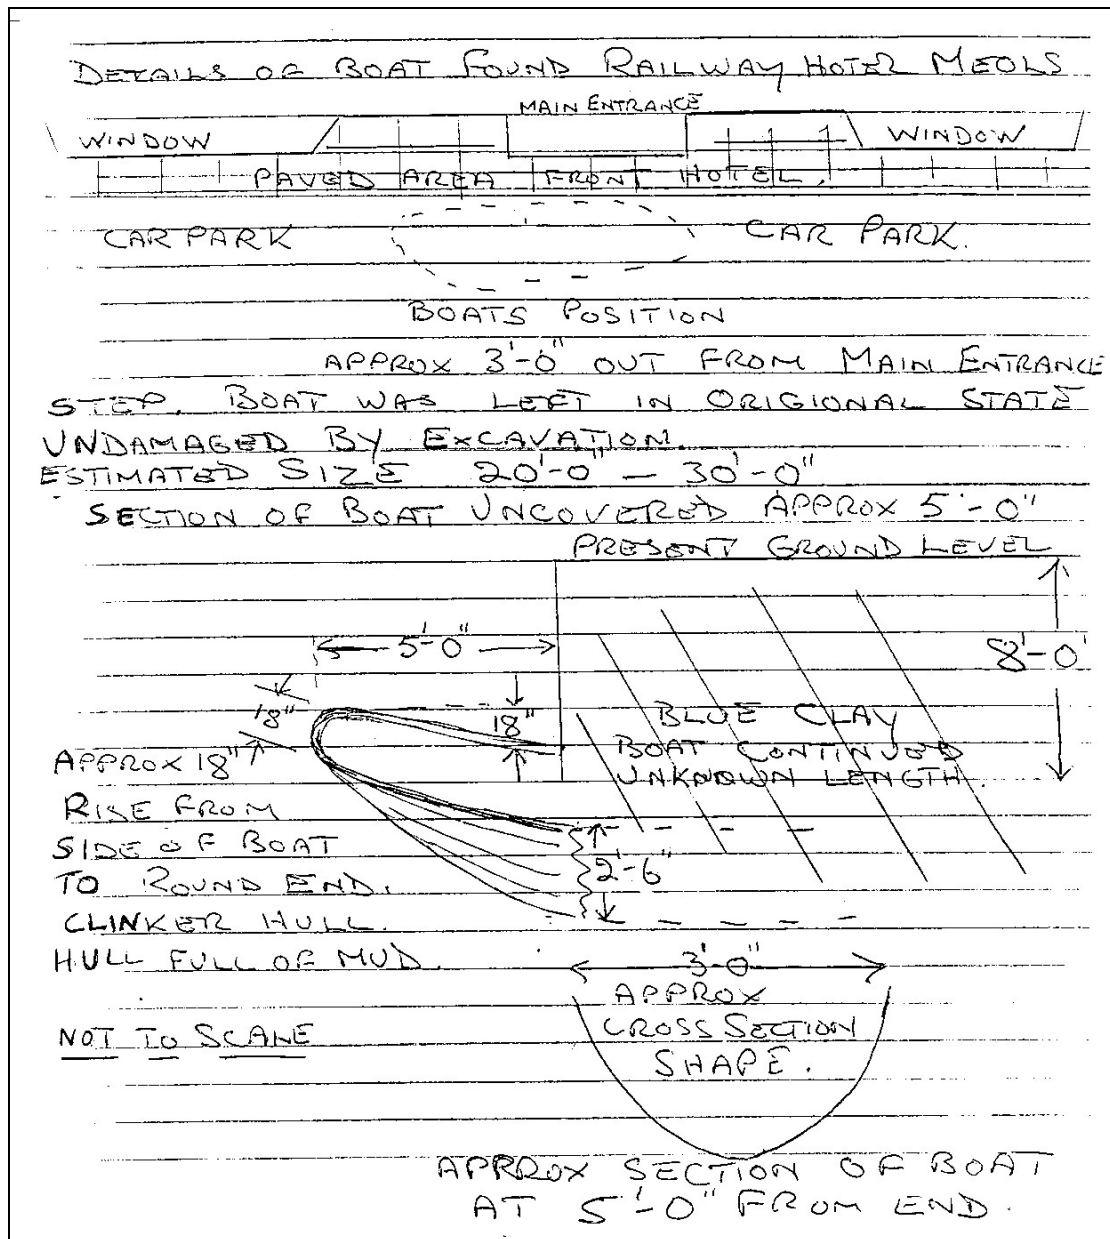 DETAILS OF BOAT FOUND RAILWAY HOTEL MEOLS
MAIN ENTRANCE
WINDOW
WINDOW
PAVED AREA FRONT HOTEL.
CAR PARK
CAR PARK.
BOATS POSITION
APPROX 3'-0" OUT FROM MAIN ENTRANCE
STEP. BOAT WAS LEFT IN ORIGIONAL STATE
UNDAMAGED BY EXCAVATION.
ESTIMATED SIZE 20'-0" — 30'-0"
SECTION OF BOAT UNCOVERED APPROX 5'-0"
PRESENT GROUND LEVEL
5'-0"
8'-0'
18"
18"
BLUE CLAY
BOAT CONTINUED
UNKNOWN LENGTH.
APPROX 18"
RISE FROM
SIDE OF BOAT
TO ROUND END.
CLINKER HULL.
HULL FULL OF MUD.
2'-6"
3'-0"
APPROX
CROSS SECTION
SHAPE.
NOT TO SCALE
APPROX SECTION OF BOAT
AT 5'-0" FROM END.